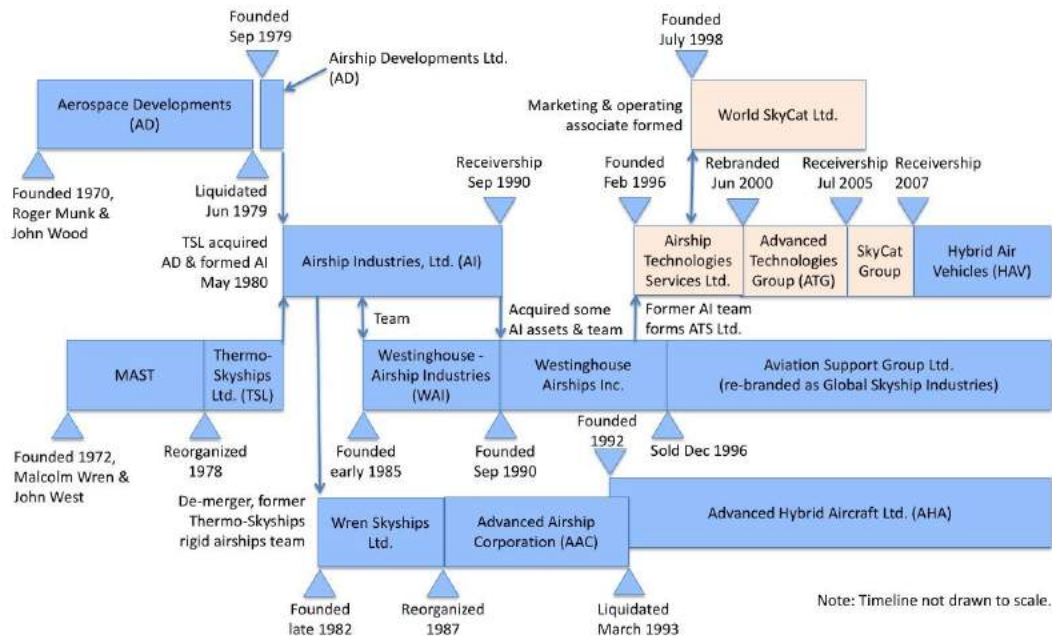 Founded
Sep 1979
Airship Developments Ltd.
(AD)
Founded
July 1998
Aerospace Developments
(AD)
Marketing & operating
associate formed
World SkyCat Ltd.
Founded 1970,
Roger Munk &
John Wood
Liquidated
Jun 1979
Receivership
Sep 1990
Founded
Feb 1996
Rebranded
Jun 2000
Receivership
Jul 2005
Receivership
2007
TSL acquired
AD & formed AI
May 1980
Airship Industries, Ltd. (AI)
Airship
Technologies
Services Ltd.
Advanced
Technologies
Group (ATG)
SkyCat
Group
Hybrid Air
Vehicles (HAV)
Team
Acquired some
AI assets & team
Former AI team
forms ATS Ltd.
MAST
Thermo-
Skyships
Ltd. (TSL)
Westinghouse -
Airship Industries
(WAI)
Westinghouse
Airships Inc.
Aviation Support Group Ltd.
(re-branded as Global Skyship Industries)
Founded 1972,
Malcolm Wren &
John West
Reorganized
1978
Founded
early 1985
Founded
Sep 1990
Founded
1992
Sold Dec 1996
De-merger, former
Thermo-Skyships
rigid airships team
Wren Skyships
Ltd.
Advanced Airship
Corporation (AAC)
Advanced Hybrid Aircraft Ltd. (AHA)
Founded
late 1982
Reorganized
1987
Liquidated
March 1993
Note: Timeline not drawn to scale.